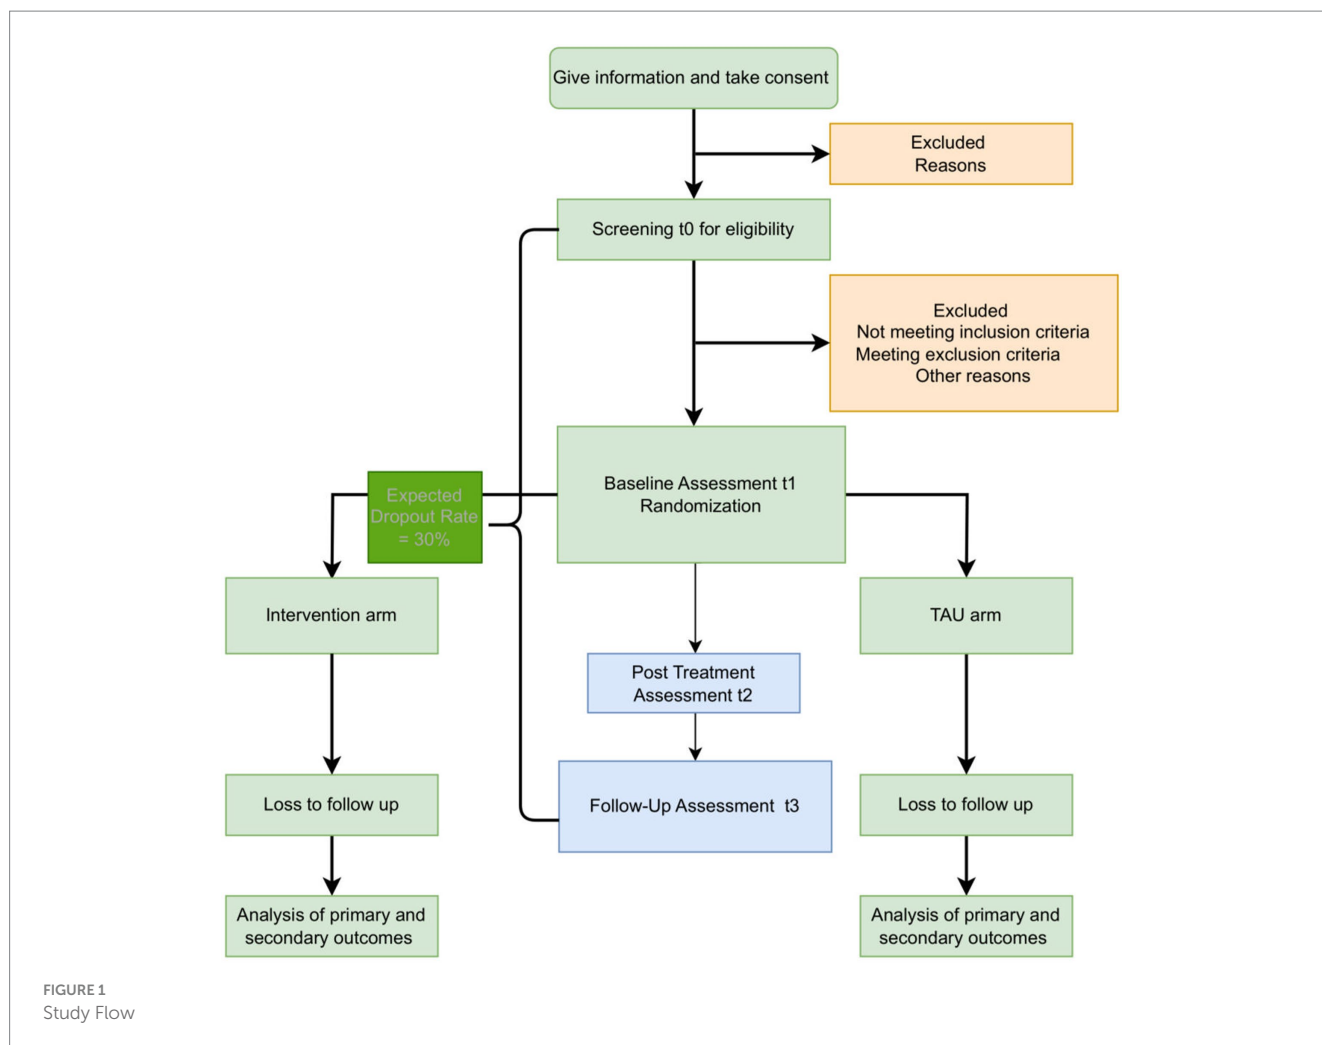 Give information and take consent
Excluded
Reasons
Screening t0 for eligibility
Excluded
Not meeting inclusion criteria
Meeting exclusion criteria
Other reasons
Baseline Assessment t1
Randomization
Expected
Dropout Rate
= 30%
Intervention arm
TAU arm
Post Treatment
Assessment t2
Follow-Up Assessment t3
Loss to follow up
Loss to follow up
Analysis of primary and
secondary outcomes
Analysis of primary and
secondary outcomes
FIGURE 1
Study Flow